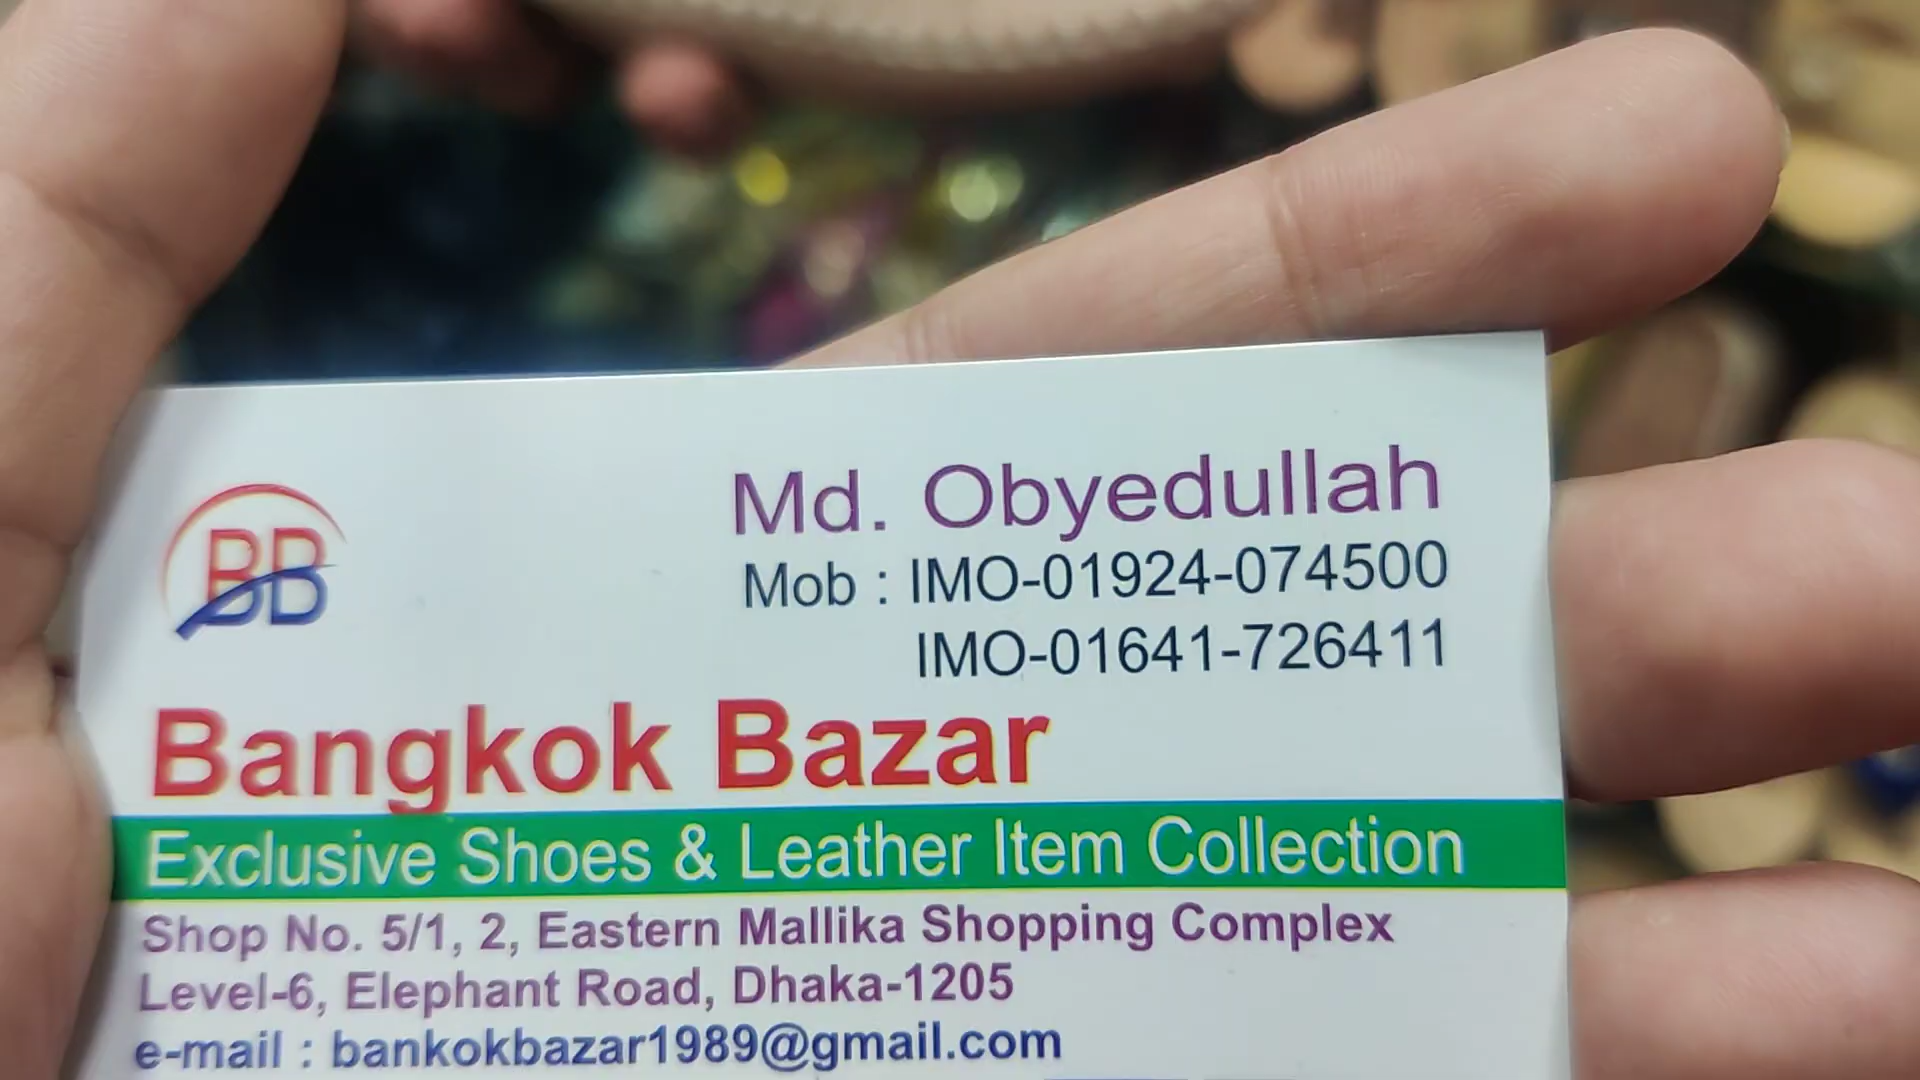 BB
Md. Obyedullah
Mob : IMO-01924-074500
IMO-01641-726411
Bangkok Bazar
Exclusive Shoes & Leather Item Collection
Shop No. 5/1, 2, Eastern Mallika Shopping Complex
Level-6, Elephant Road, Dhaka-1205
e-mail : bankokbazar1989@gmail.com